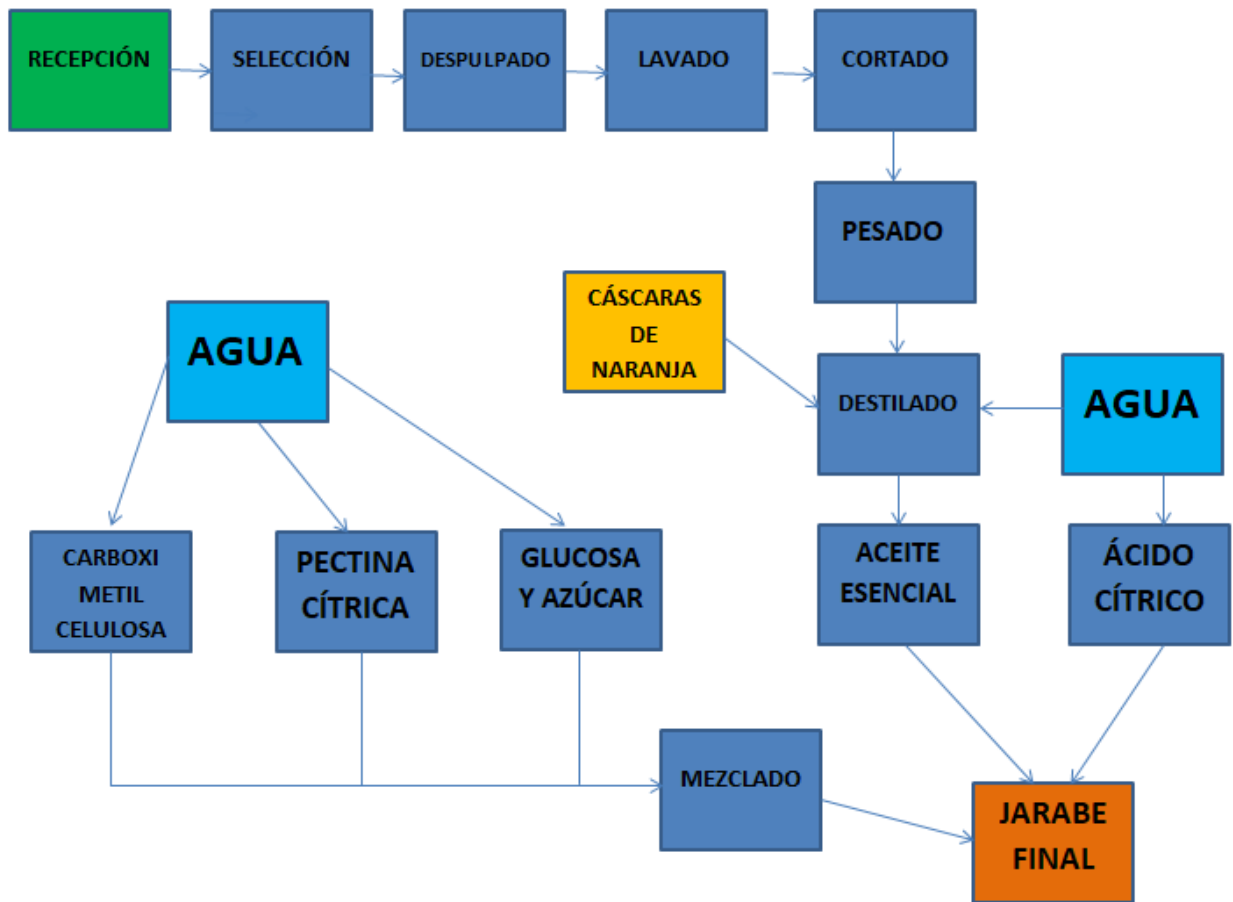 RECEPCIÓN
SELECCIÓN
DESPULPADO
LAVADO
CORTADO
PESADO
CÁSCARAS
DE
NARANJA
AGUA
DESTILADO
AGUA
CARBOXI
METIL
CELULOSA
PECTINA
CÍTRICA
GLUCOSA
Y AZÚCAR
ACEITE
ESENCIAL
ÁCIDO
CÍTRICO
MEZCLADO
JARABE
FINAL